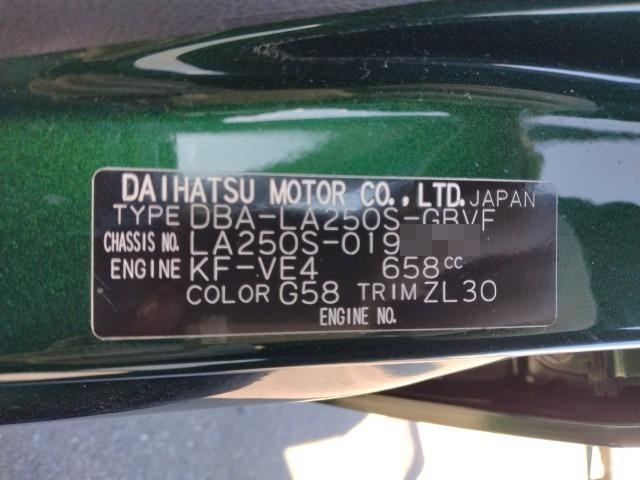 DAIHATSU MOTOR CO.,LTD. JAPAN
TYPE DBA-LA250S-GBVF
CHASSIS NO. LA250S-019
ENGINE KF-VE4 658cc
COLOR G58 TRIM ZL30
ENGINE NO.